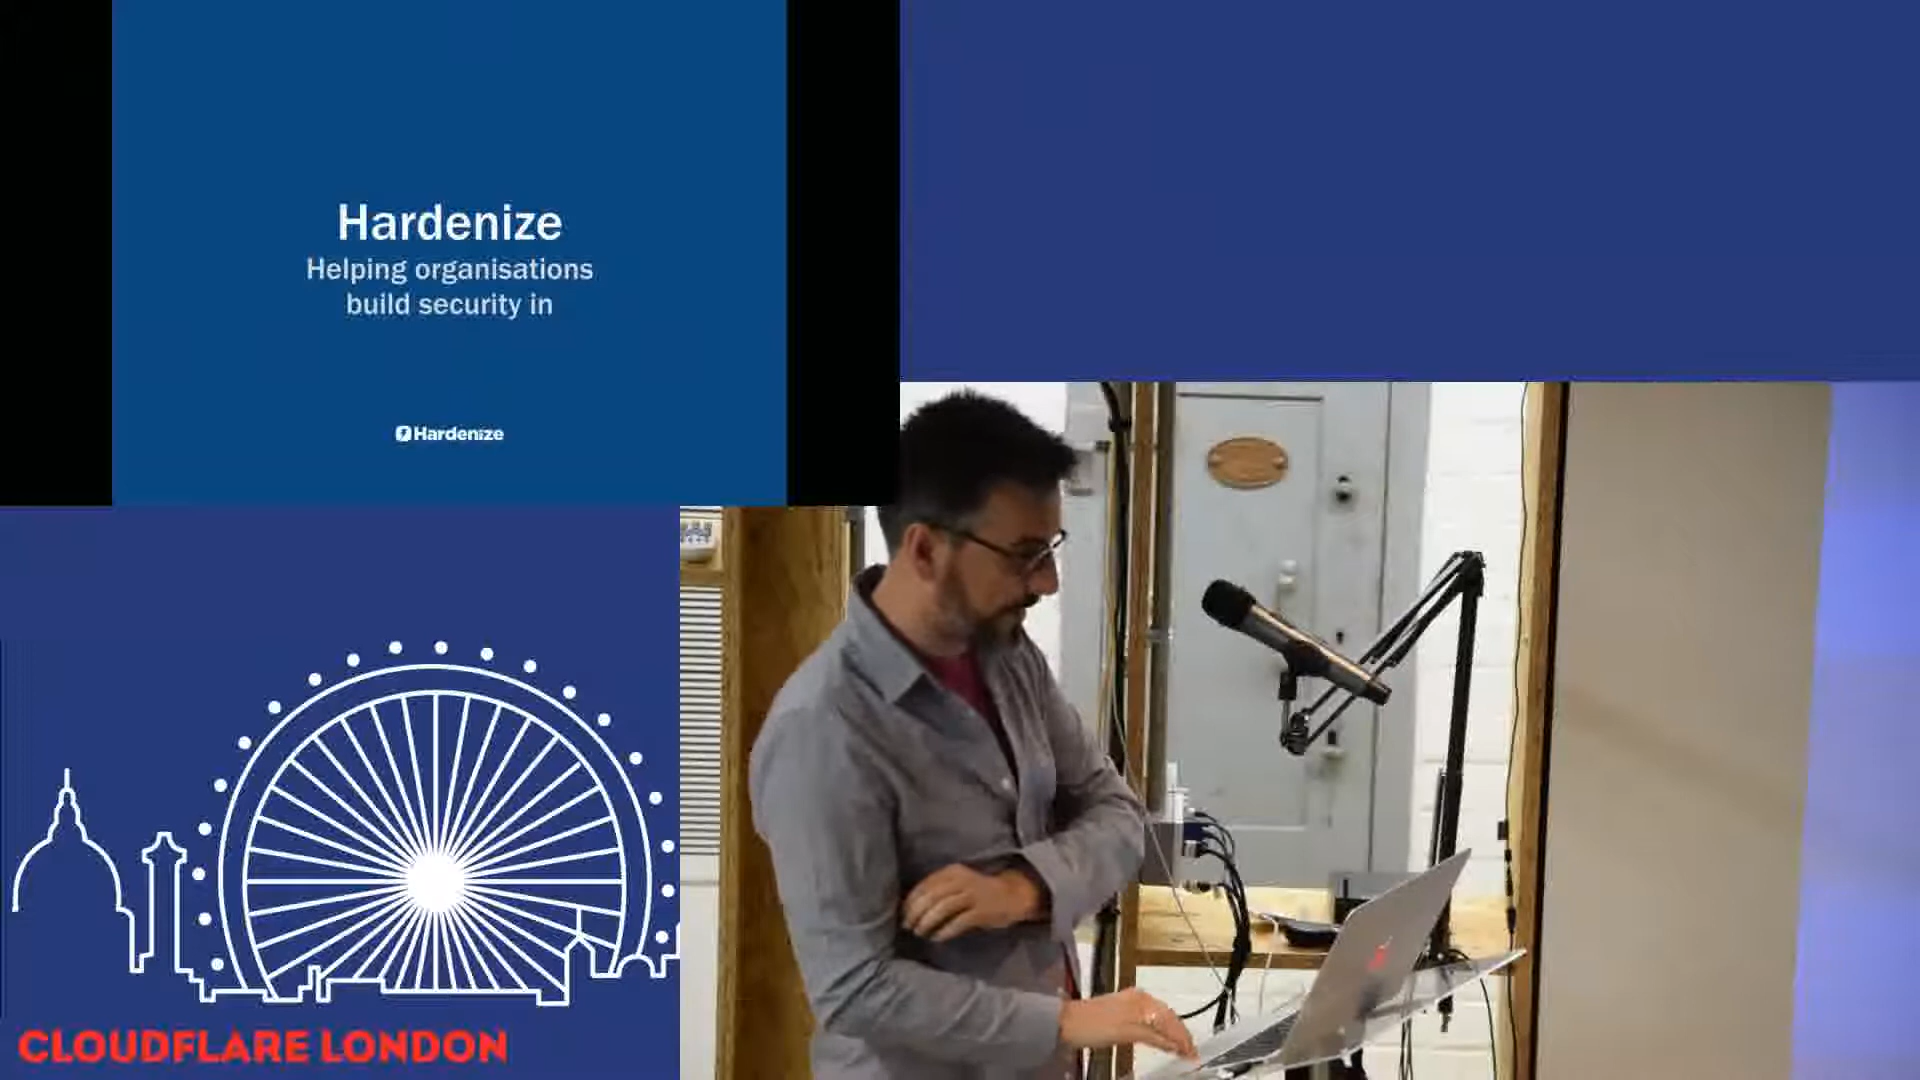 Hardenize
Helping organisations
build security in
Hardenize
CLOUDFLARE LONDON